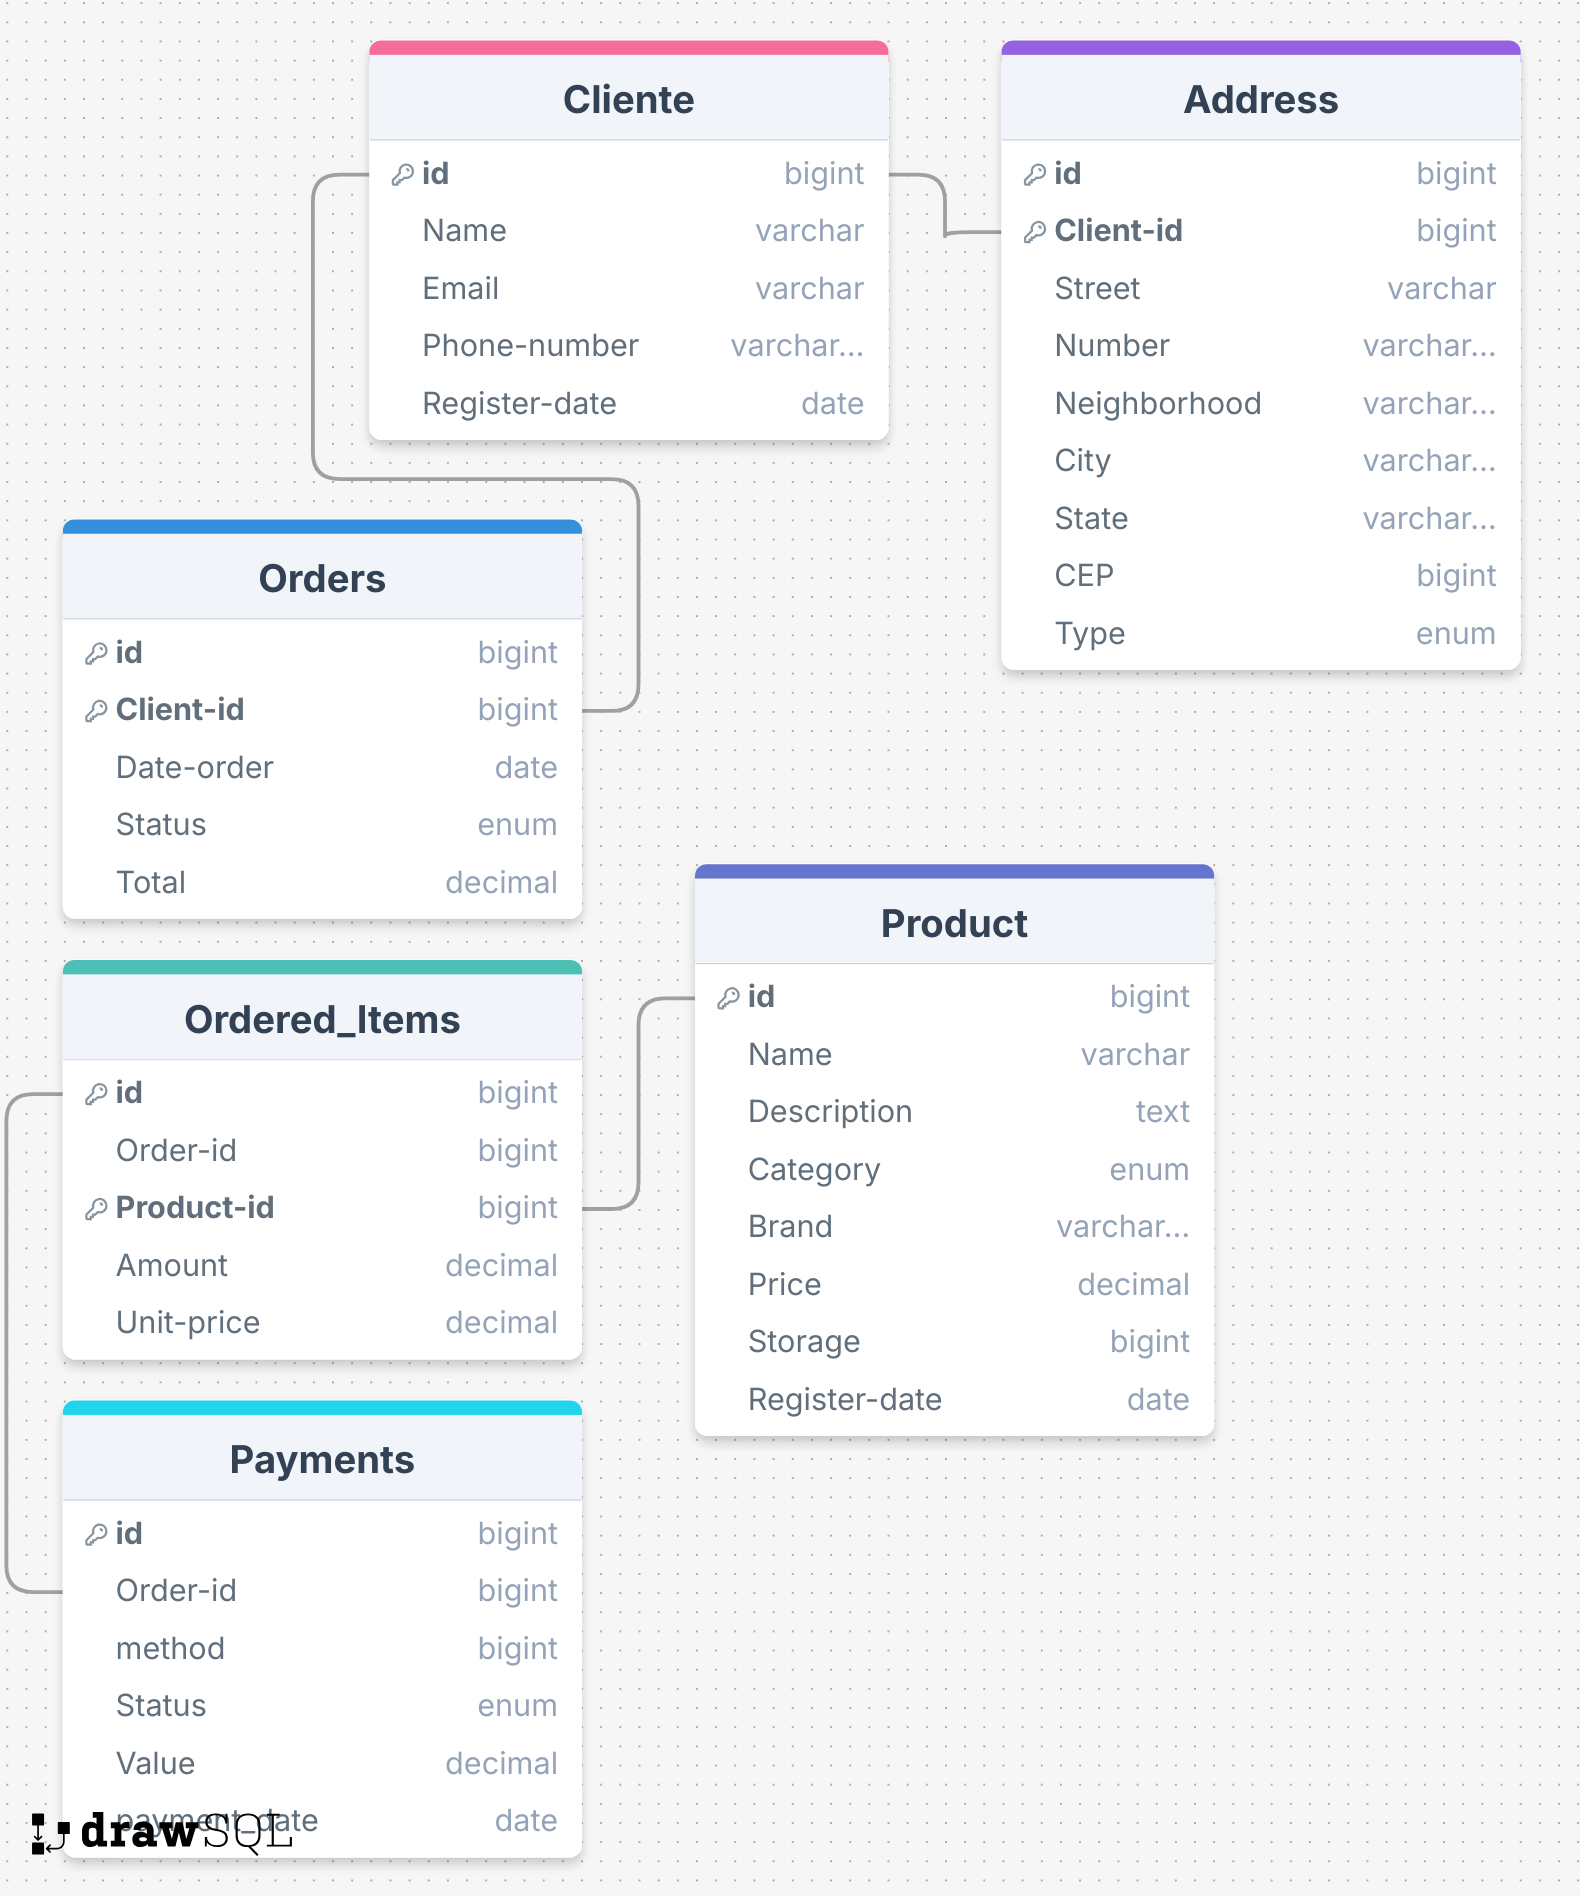 Cliente
id bigint
Name varchar
Email varchar
Phone-number varchar...
Register-date date
Address
id bigint
Client-id bigint
Street varchar
Number varchar...
Neighborhood varchar...
City varchar...
State varchar...
CEP bigint
Type enum
Orders
id bigint
Client-id bigint
Date-order date
Status enum
Total decimal
Product
id bigint
Name varchar
Description text
Category enum
Brand varchar...
Price decimal
Storage bigint
Register-date date
Ordered_Items
id bigint
Order-id bigint
Product-id bigint
Amount decimal
Unit-price decimal
Payments
id bigint
Order-id bigint
method bigint
Status enum
Value decimal
payment_date date
drawSQL